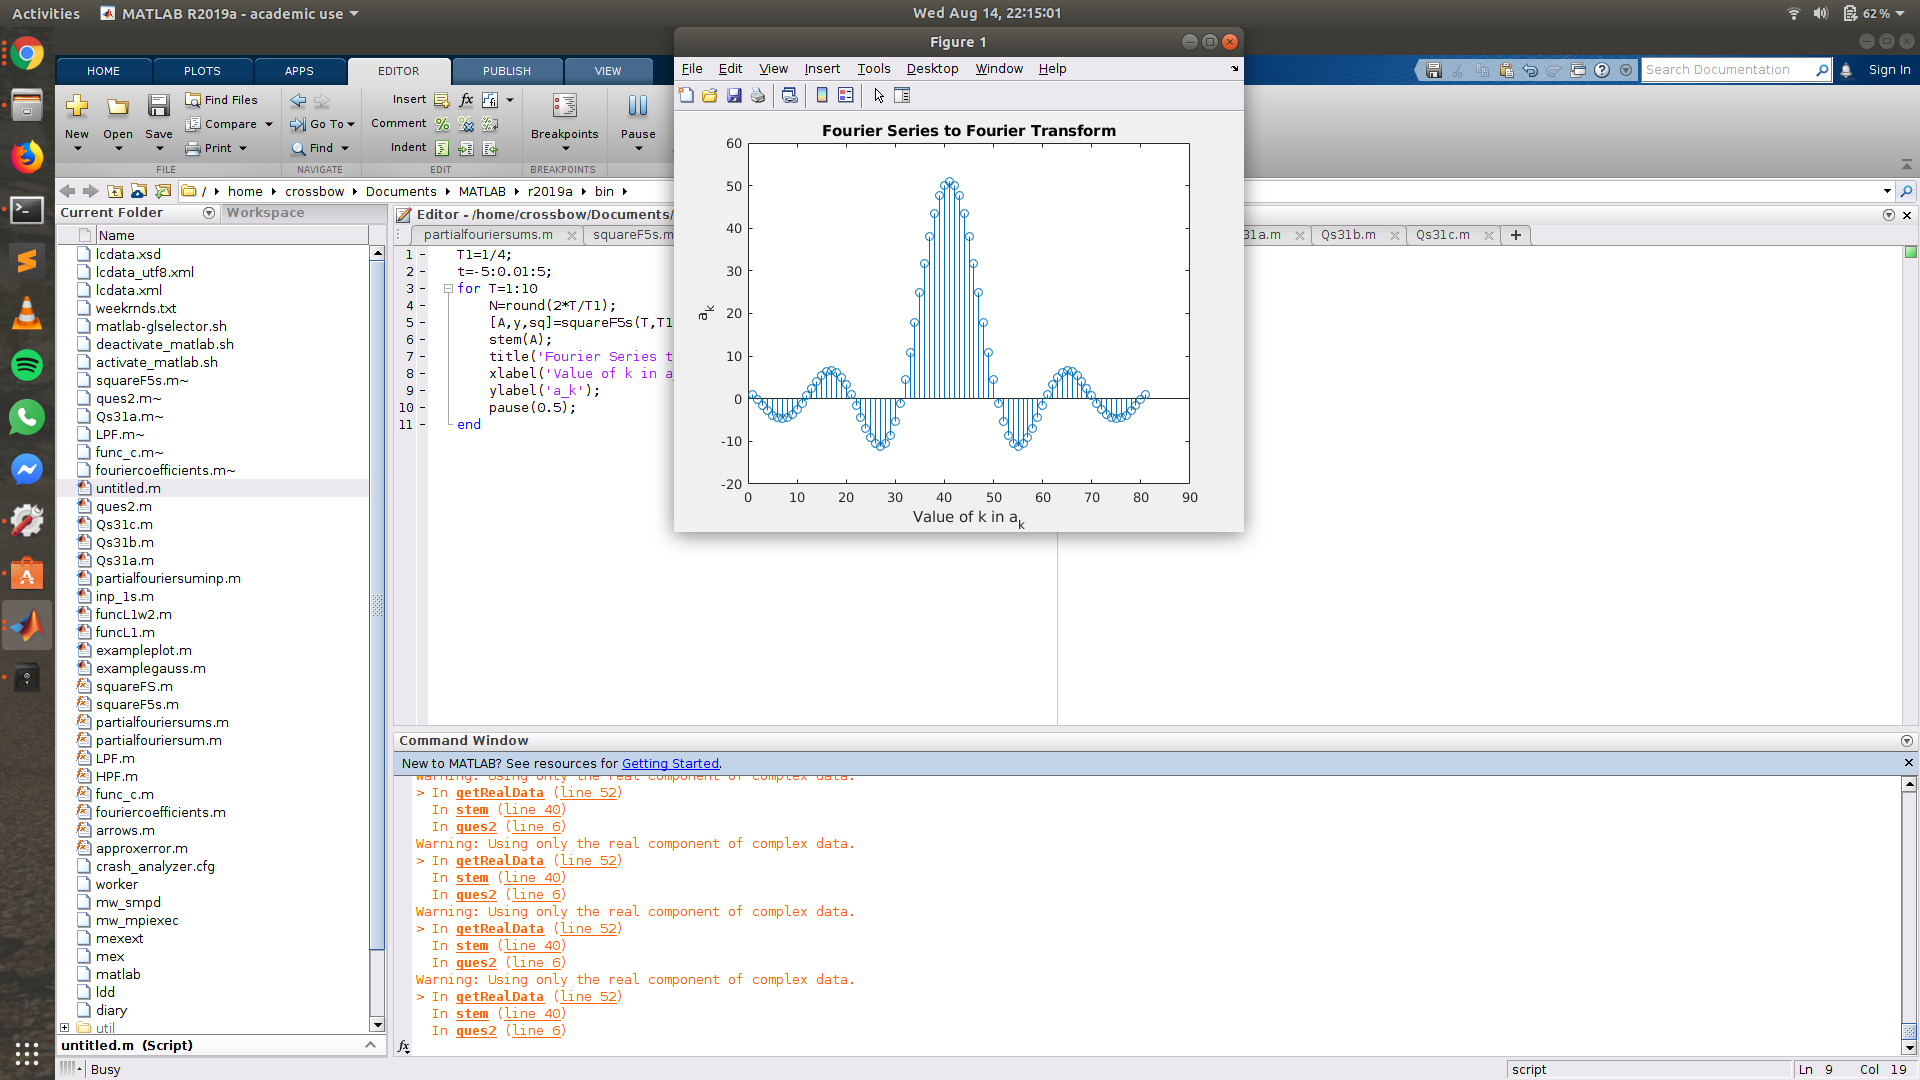 Activities
MATLAB R2019a - academic use
Wed Aug 14, 22:15:01
62 %
Figure 1
File Edit View Insert Tools Desktop Window Help
HOME PLOTS APPS EDITOR PUBLISH VIEW
Search Documentation
Sign In
New Open Save
Find Files
Compare
Print
FILE
Go To
Find
NAVIGATE
Insert
Comment
Indent
EDIT
Breakpoints
BREAKPOINTS
Pause
/ home crossbow Documents MATLAB r2019a bin
Current Folder
Workspace
Name
lcdata.xsd
lcdata_utf8.xml
lcdata.xml
weekrnds.txt
matlab-glselector.sh
deactivate_matlab.sh
activate_matlab.sh
squareF5s.m~
ques2.m~
Qs31a.m~
LPF.m~
func_c.m~
fouriercoefficients.m~
untitled.m
ques2.m
Qs31c.m
Qs31b.m
Qs31a.m
partialfouriersuminp.m
inp_1s.m
funcL1w2.m
funcL1.m
exampleplot.m
examplegauss.m
squareFS.m
squareF5s.m
partialfouriersums.m
partialfouriersum.m
LPF.m
HPF.m
func_c.m
fouriercoefficients.m
arrows.m
approxerror.m
crash_analyzer.cfg
worker
mw_smpd
mw_mpiexec
mexext
mex
matlab
ldd
diary
util
untitled.m (Script)
Busy
Editor - /home/crossbow/Documents/
partialfouriersums.m
squareF5s.m
31a.m
Qs31b.m
Qs31c.m
1 T1=1/4;
2 t=-5:0.01:5;
3 for T=1:10
4 N=round(2*T/T1);
5 [A,y,sq]=squareF5s(T,T1
6 stem(A);
7 title('Fourier Series t
8 xlabel('Value of k in a
9 ylabel('a_k');
10 pause(0.5);
11 end
Fourier Series to Fourier Transform
60
50
40
30
20
10
0
-10
-20
0 10 20 30 40 50 60 70 80 90
a_k
Value of k in a_k
Command Window
New to MATLAB? See resources for Getting Started.
Warning: Using only the real component of complex data.
> In getRealData (line 52)
In stem (line 40)
In ques2 (line 6)
Warning: Using only the real component of complex data.
> In getRealData (line 52)
In stem (line 40)
In ques2 (line 6)
Warning: Using only the real component of complex data.
> In getRealData (line 52)
In stem (line 40)
In ques2 (line 6)
Warning: Using only the real component of complex data.
> In getRealData (line 52)
In stem (line 40)
In ques2 (line 6)
fx
script
Ln 9 Col 19